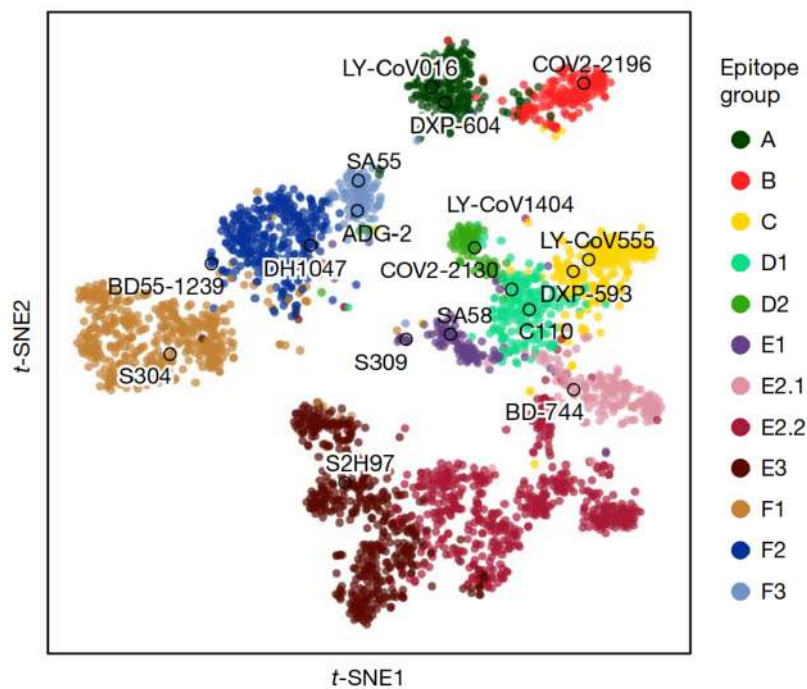 LY-CoV016
COV2-2196
DXP-604
SA55
LY-CoV1404
ADG-2
LY-CoV555
DH1047
COV2-2130
BD55-1239
DXP-593
SA58
C110
S309
S304
BD-744
S2H97
t-SNE2
t-SNE1
Epitope
group
A
B
C
D1
D2
E1
E2.1
E2.2
E3
F1
F2
F3